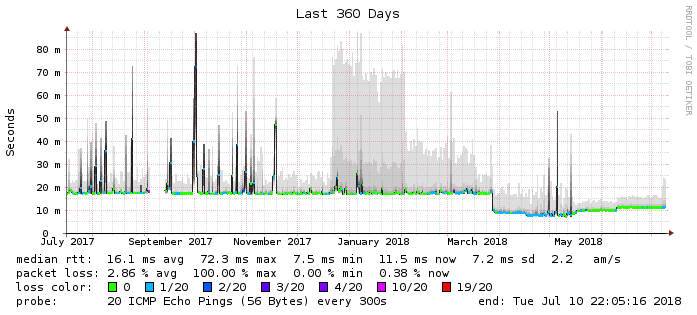 Last 360 Days
RRDTOOL / TOBI OETIKER
Seconds
80 m
70 m
60 m
50 m
40 m
30 m
20 m
10 m
0
July 2017 September 2017 November 2017 January 2018 March 2018 May 2018
median rtt: 16.1 ms avg 72.3 ms max 7.5 ms min 11.5 ms now 7.2 ms sd 2.2 am/s
packet loss: 2.86 % avg 100.00 % max 0.00 % min 0.38 % now
loss color: 0 1/20 2/20 3/20 4/20 10/20 19/20
probe: 20 ICMP Echo Pings (56 Bytes) every 300s end: Tue Jul 10 22:05:16 2018